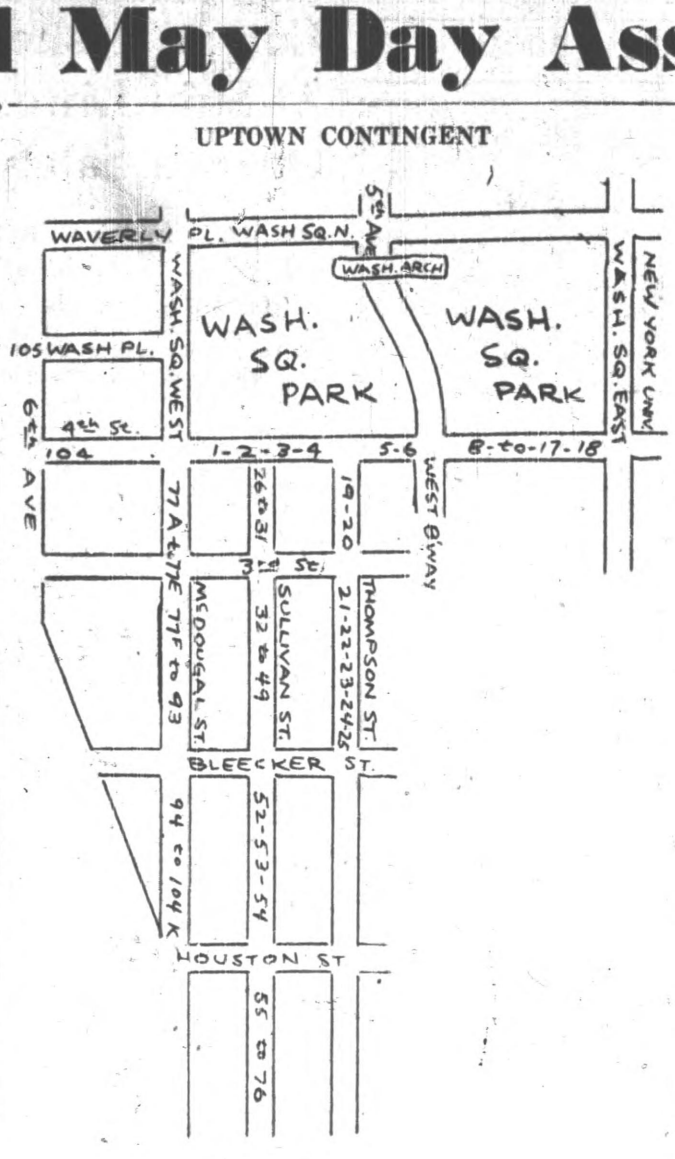 May Day Ass
UPTOWN CONTINGENT
5th AVE
WAVERLY PL. WASH SQ. N.
WASH. ARCH
WASH. SQ. WEST
WASH. SQ. PARK
WASH. SQ. PARK
WASH. SQ. EAST
NEW YORK UNIV.
105 WASH PL.
6th AVE
4th St.
104
1-2-3-4
5-6
8-to-17-18
77A to 77E
26 to 31
19-20
WEST B'WAY
3rd St.
77F to 93
McDOUGAL ST.
32 to 49
SULLIVAN ST.
21-22-23-24-25
THOMPSON ST.
BLEECKER ST.
94 to 104 K
52-53-54
HOUSTON ST
55 to 76